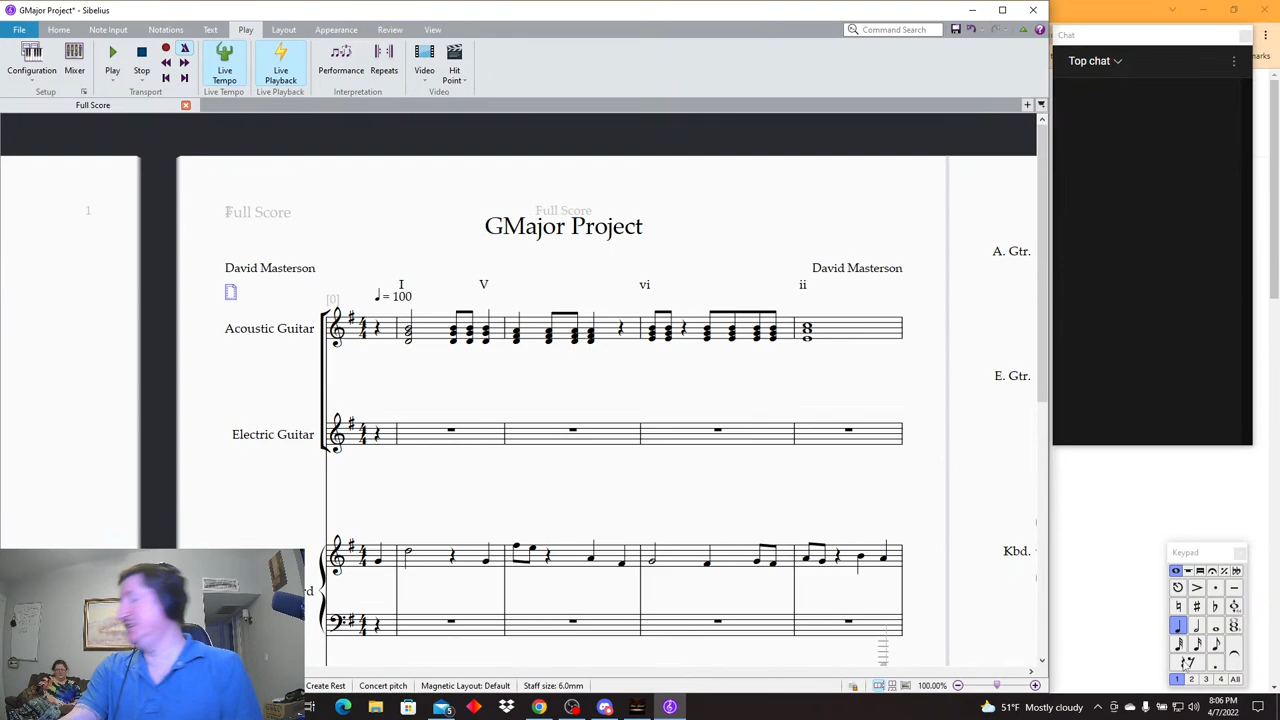 GMajor Project* - Sibelius
File Home Note Input Notations Text Play Layout Appearance Review View Command Search
Configuration Mixer Play Stop Live Tempo Live Playback Performance Repeats Video Hit Point
Setup Transport Live Tempo Live Playback Interpretation Video
Full Score
Chat
Top chat
1
Full Score
Full Score
GMajor Project
David Masterson
David Masterson
I V vi ii
[0]
= 100
Acoustic Guitar
Electric Guitar
A. Gtr.
E. Gtr.
Kbd.
Keypad
1 2 3 4 All
Create Rest Concert pitch Magnetic Layout: Default Staff size: 6.0mm 100.00%
51°F Mostly cloudy
8:06 PM
4/7/2022